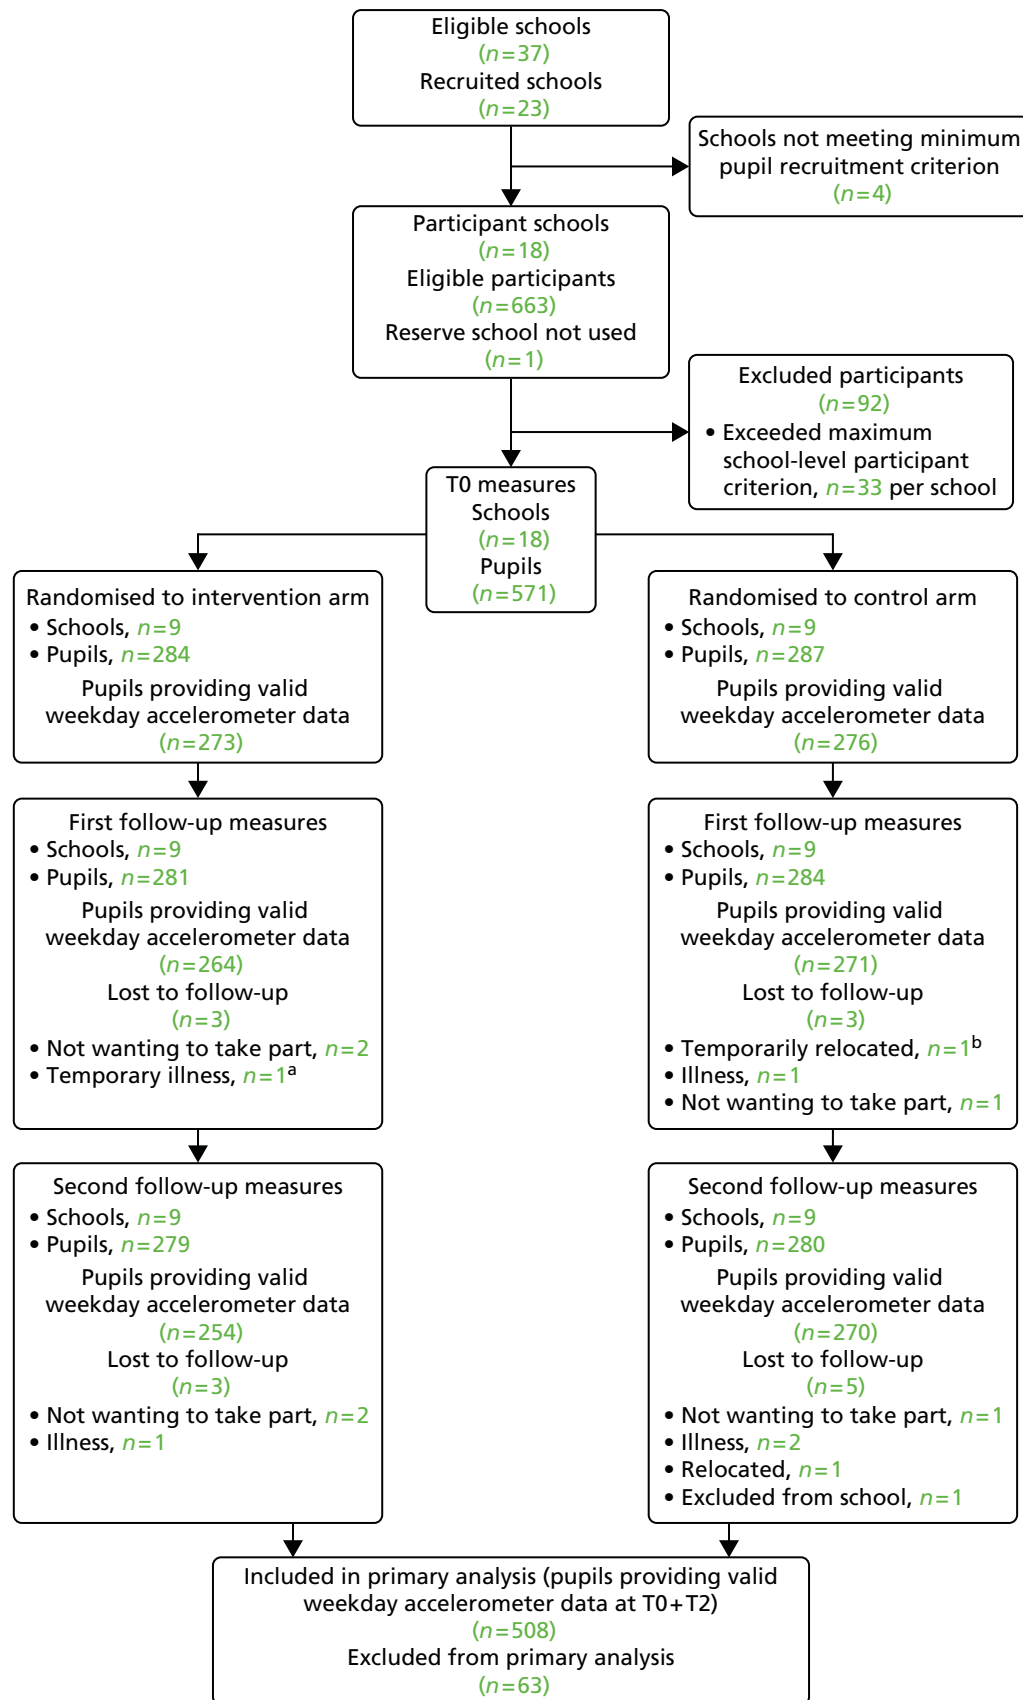 Eligible schools
(n=37)
Recruited schools
(n=23)
Schools not meeting minimum
pupil recruitment criterion
(n=4)
Participant schools
(n=18)
Eligible participants
(n=663)
Reserve school not used
(n=1)
Excluded participants
(n=92)
• Exceeded maximum
school-level participant
criterion, n=33 per school
T0 measures
Schools
(n=18)
Pupils
(n=571)
Randomised to intervention arm
• Schools, n=9
• Pupils, n=284
Pupils providing valid
weekday accelerometer data
(n=273)
Randomised to control arm
• Schools, n=9
• Pupils, n=287
Pupils providing valid
weekday accelerometer data
(n=276)
First follow-up measures
• Schools, n=9
• Pupils, n=281
Pupils providing valid
weekday accelerometer data
(n=264)
Lost to follow-up
(n=3)
• Not wanting to take part, n=2
• Temporary illness, n=1a
First follow-up measures
• Schools, n=9
• Pupils, n=284
Pupils providing valid
weekday accelerometer data
(n=271)
Lost to follow-up
(n=3)
• Temporarily relocated, n=1b
• Illness, n=1
• Not wanting to take part, n=1
Second follow-up measures
• Schools, n=9
• Pupils, n=279
Pupils providing valid
weekday accelerometer data
(n=254)
Lost to follow-up
(n=3)
• Not wanting to take part, n=2
• Illness, n=1
Second follow-up measures
• Schools, n=9
• Pupils, n=280
Pupils providing valid
weekday accelerometer data
(n=270)
Lost to follow-up
(n=5)
• Not wanting to take part, n=1
• Illness, n=2
• Relocated, n=1
• Excluded from school, n=1
Included in primary analysis (pupils providing valid
weekday accelerometer data at T0+T2)
(n=508)
Excluded from primary analysis
(n=63)